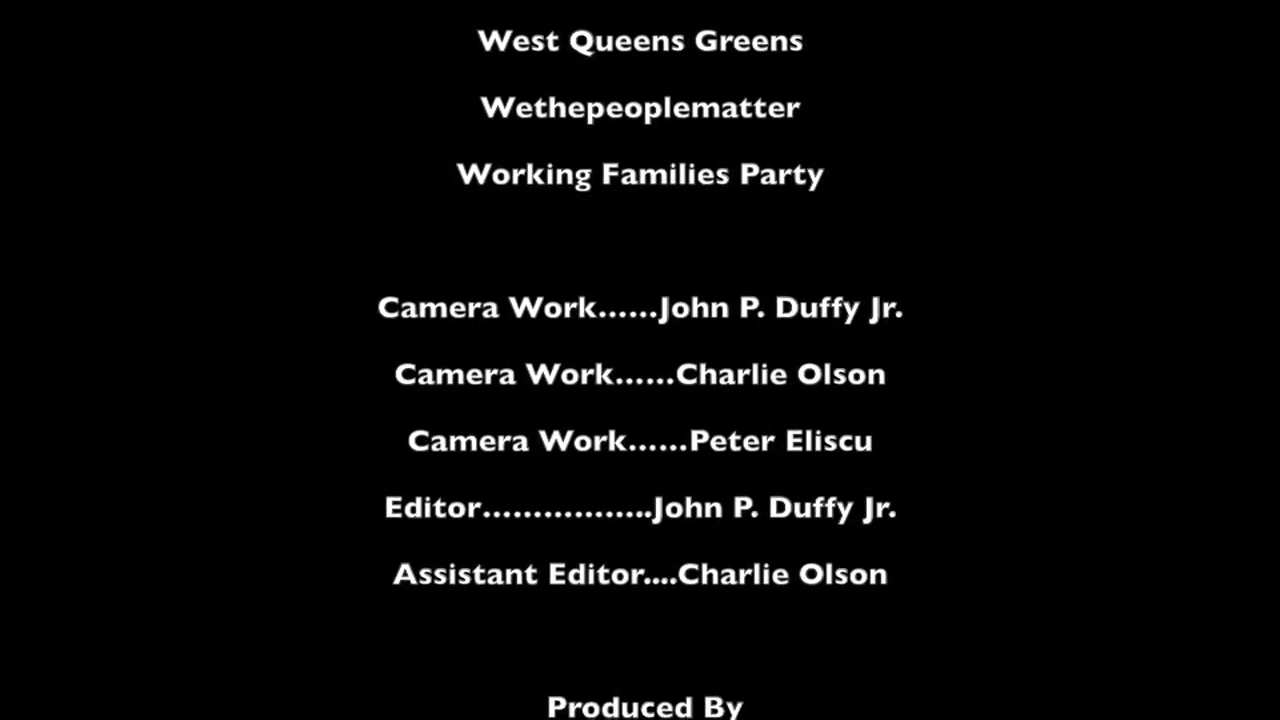 West Queens Greens
Wethepeoplematter
Working Families Party
Camera Work......John P. Duffy Jr.
Camera Work......Charlie Olson
Camera Work......Peter Eliscu
Editor.................John P. Duffy Jr.
Assistant Editor....Charlie Olson
Produced By